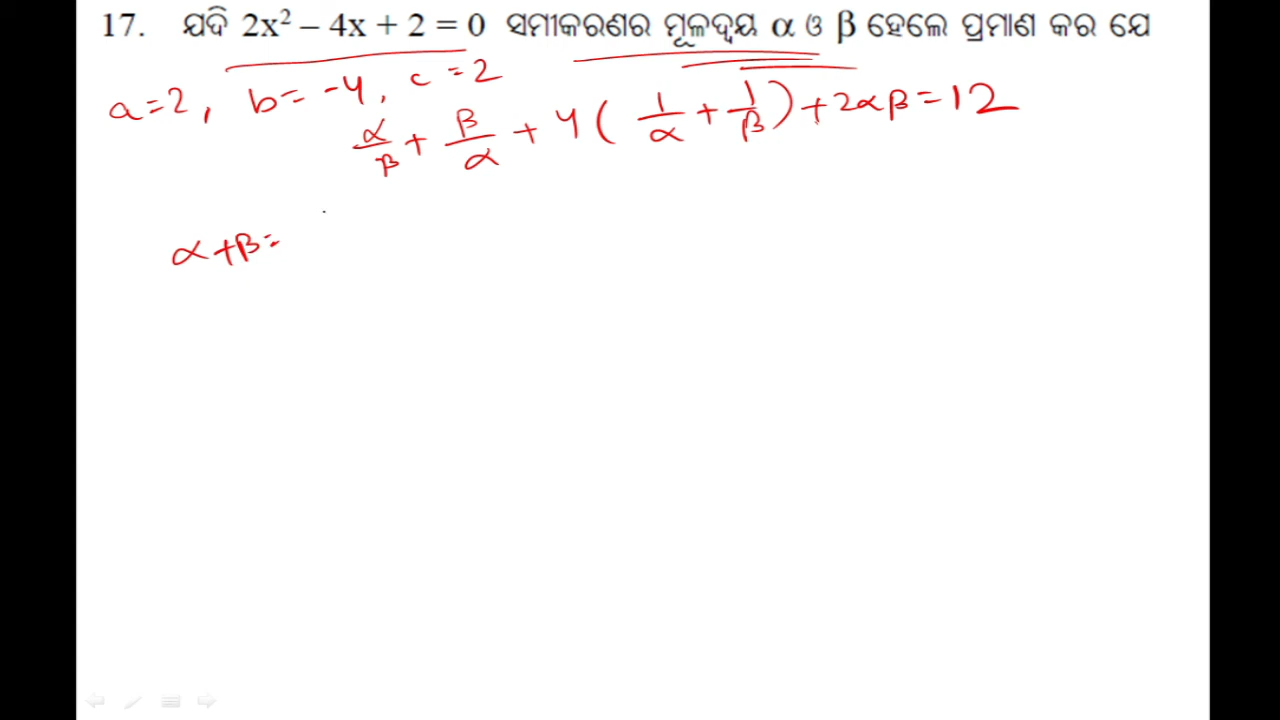 17. ଯଦି 2x² – 4x + 2 = 0 ସମୀକରଣର ମୂଳଦ୍ୱୟ α ଓ β ହେଲେ ପ୍ରମାଣ କର ଯେ
a = 2, b = -4, c = 2
α/β + β/α + 4 ( 1/α + 1/β ) + 2αβ = 12
α + β =